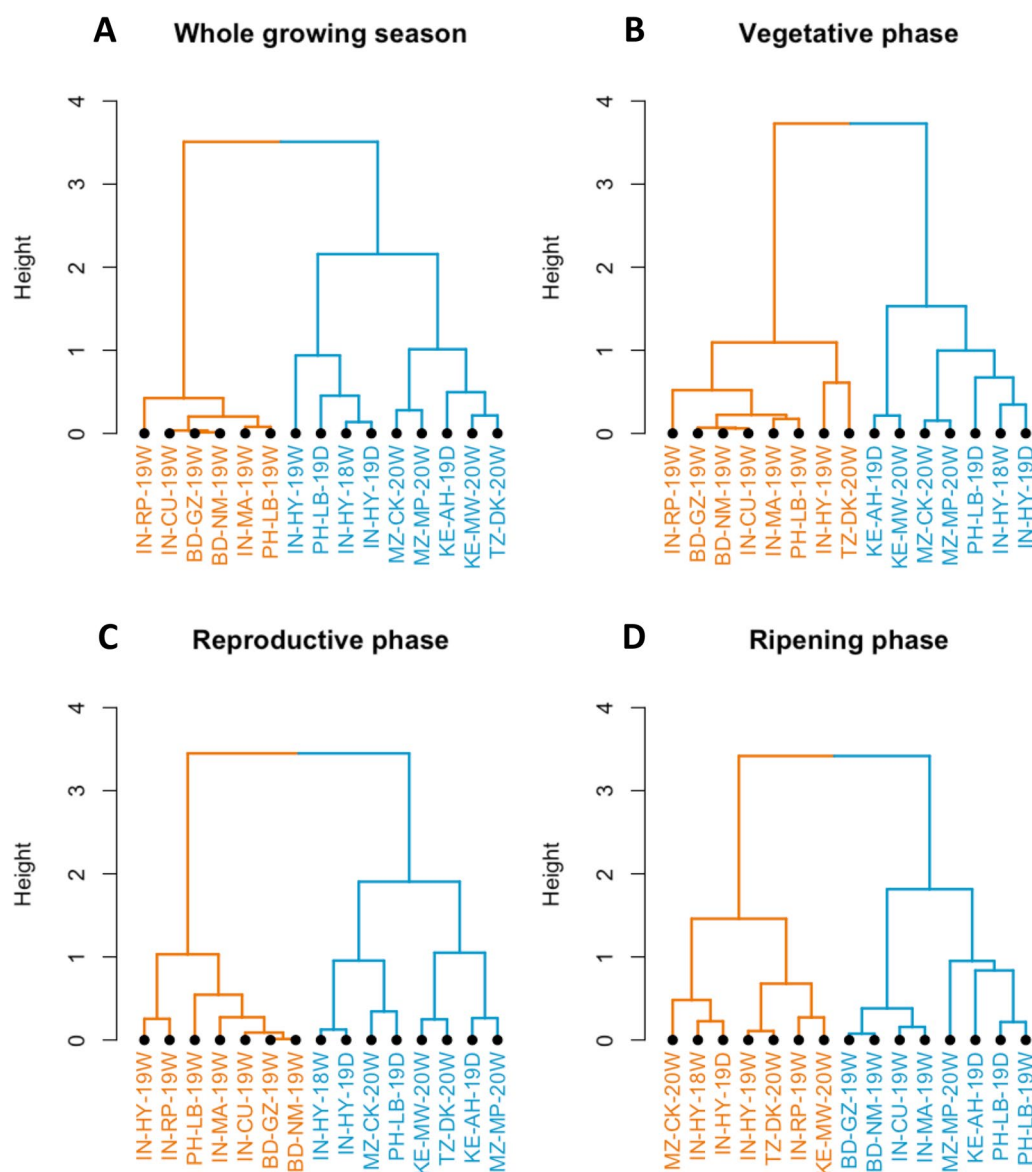 A Whole growing season
Height
4
3
2
1
0
IN-RP-19W
IN-CU-19W
BD-GZ-19W
BD-NM-19W
IN-MA-19W
PH-LB-19W
IN-HY-19W
PH-LB-19D
IN-HY-18W
IN-HY-19D
MZ-CK-20W
MZ-MP-20W
KE-AH-19D
KE-MW-20W
TZ-DK-20W
B Vegetative phase
Height
4
3
2
1
0
IN-RP-19W
BD-GZ-19W
BD-NM-19W
IN-CU-19W
IN-MA-19W
PH-LB-19W
IN-HY-19W
TZ-DK-20W
KE-AH-19D
KE-MW-20W
MZ-CK-20W
MZ-MP-20W
PH-LB-19D
IN-HY-18W
IN-HY-19D
C Reproductive phase
Height
4
3
2
1
0
IN-HY-19W
IN-RP-19W
PH-LB-19W
IN-MA-19W
IN-CU-19W
BD-GZ-19W
BD-NM-19W
IN-HY-18W
IN-HY-19D
MZ-CK-20W
PH-LB-19D
KE-MW-20W
TZ-DK-20W
KE-AH-19D
MZ-MP-20W
D Ripening phase
Height
4
3
2
1
0
MZ-CK-20W
IN-HY-18W
IN-HY-19D
IN-HY-19W
TZ-DK-20W
IN-RP-19W
KE-MW-20W
BD-GZ-19W
BD-NM-19W
IN-CU-19W
IN-MA-19W
MZ-MP-20W
KE-AH-19D
PH-LB-19D
PH-LB-19W